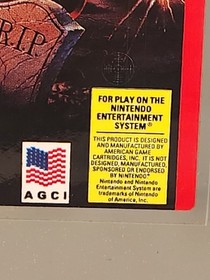 R.I.P.
FOR PLAY ON THE
NINTENDO
ENTERTAINMENT
SYSTEM®
THIS PRODUCT IS DESIGNED
AND MANUFACTURED BY
AMERICAN GAME
CARTRIDGES, INC. IT IS NOT
DESIGNED, MANUFACTURED,
SPONSORED OR ENDORSED
BY NINTENDO®
Nintendo and Nintendo
Entertainment System are
trademarks of Nintendo
of America, Inc.
AGCI